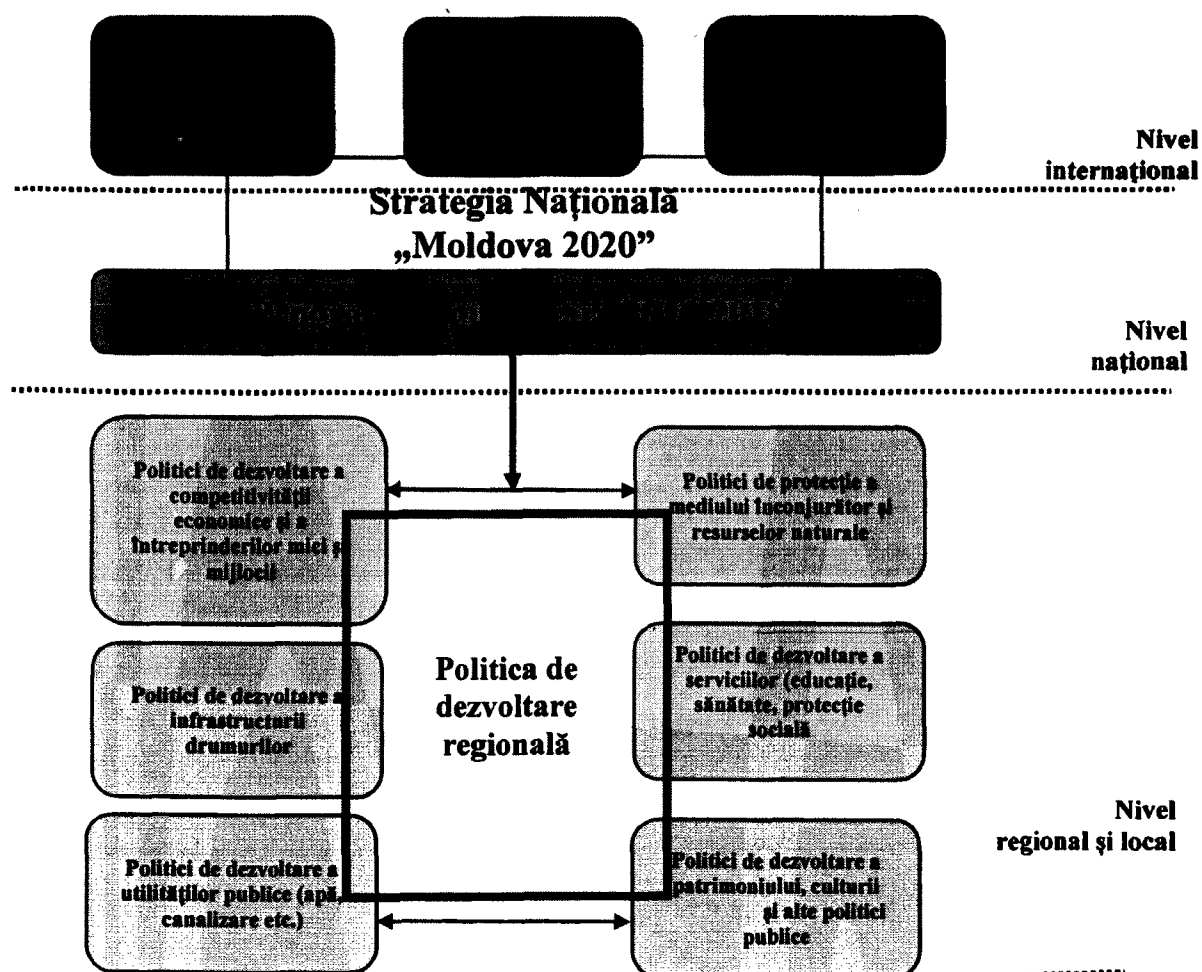 Nivel
internațional
Strategia Națională
„Moldova 2020”
Nivel
național
Politici de dezvoltare a
competitivității
economice și a
întreprinderilor mici și
mijlocii
Politici de protecție a
mediului înconjurător și
resurselor naturale
Politici de dezvoltare a
infrastructurii
drumurilor
Politica de
dezvoltare
regională
Politici de dezvoltare a
serviciilor (educație,
sănătate, protecție
socială
Nivel
regional și local
Politici de dezvoltare a
utilităților publice (apă,
canalizare etc.)
Politici de dezvoltare a
patrimoniului, culturii
și alte politici
publice